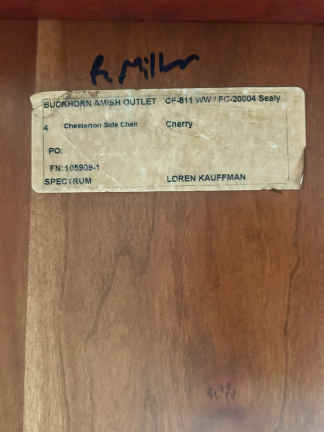 R. Miller
BUCKHORN AMISH OUTLET CF-811 WW / FC-20004 Sealy
4 Chesterton Side Chair Cherry
PO:
FN: 105909-1
SPECTRUM LOREN KAUFFMAN